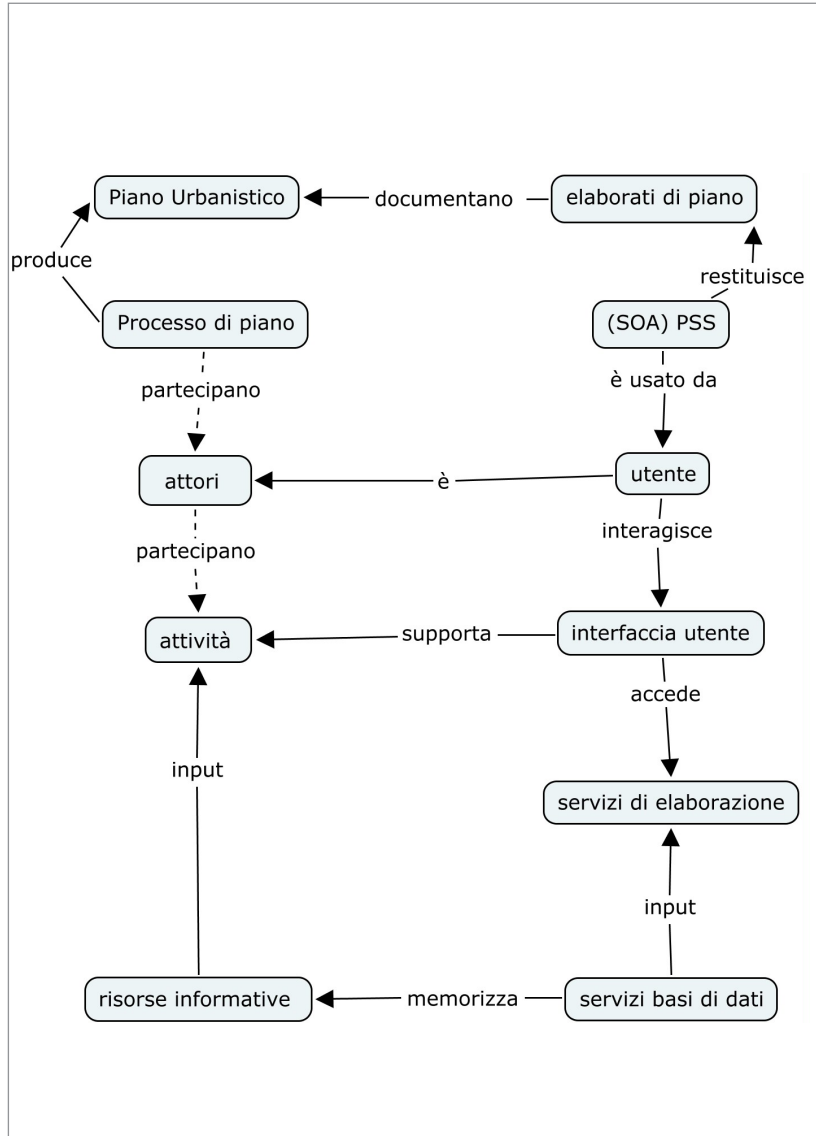 Piano Urbanistico
documentano
elaborati di piano
produce
restituisce
Processo di piano
(SOA) PSS
partecipano
è usato da
attori
è
utente
partecipano
interagisce
attività
supporta
interfaccia utente
accede
input
servizi di elaborazione
input
risorse informative
memorizza
servizi basi di dati